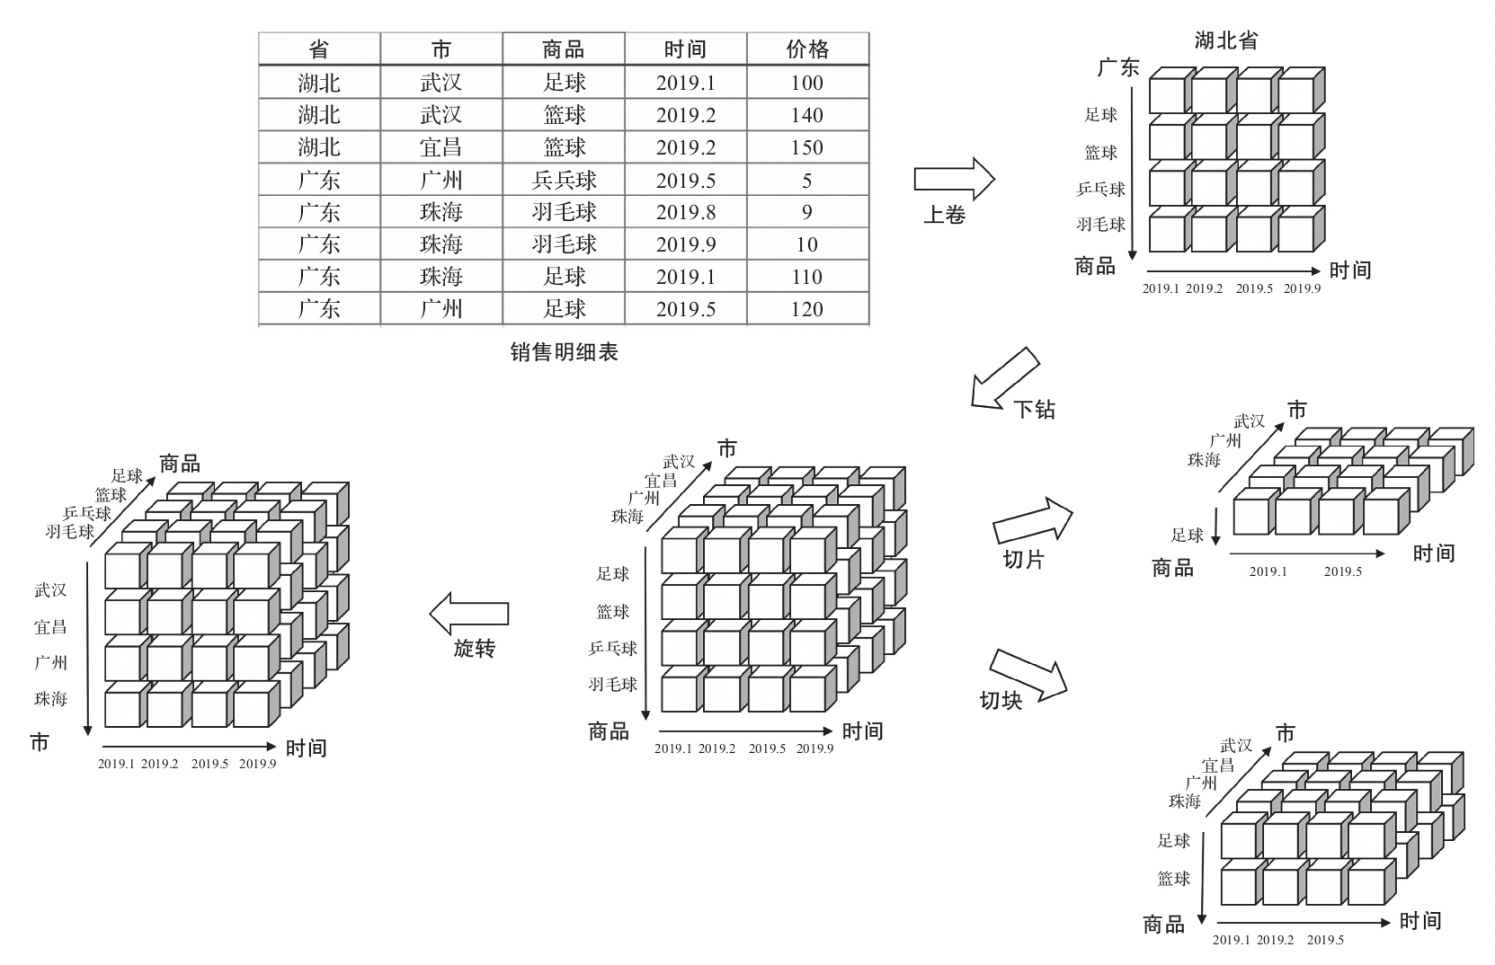 省 市 商品 时间 价格
湖北 武汉 足球 2019.1 100
湖北 武汉 篮球 2019.2 140
湖北 宜昌 篮球 2019.2 150
广东 广州 兵兵球 2019.5 5
广东 珠海 羽毛球 2019.8 9
广东 珠海 羽毛球 2019.9 10
广东 珠海 足球 2019.1 110
广东 广州 足球 2019.5 120
销售明细表
上卷
湖北省
广东
足球
篮球
乒乓球
羽毛球
商品
时间
2019.1 2019.2 2019.5 2019.9
下钻
商品
足球
篮球
乒乓球
羽毛球
武汉
宜昌
广州
珠海
市
时间
2019.1 2019.2 2019.5 2019.9
旋转
市
武汉
宜昌
广州
珠海
足球
篮球
乒乓球
羽毛球
商品
时间
2019.1 2019.2 2019.5 2019.9
切片
市
武汉
广州
珠海
足球
商品
时间
2019.1 2019.5
切块
市
武汉
宜昌
广州
珠海
足球
篮球
商品
时间
2019.1 2019.2 2019.5